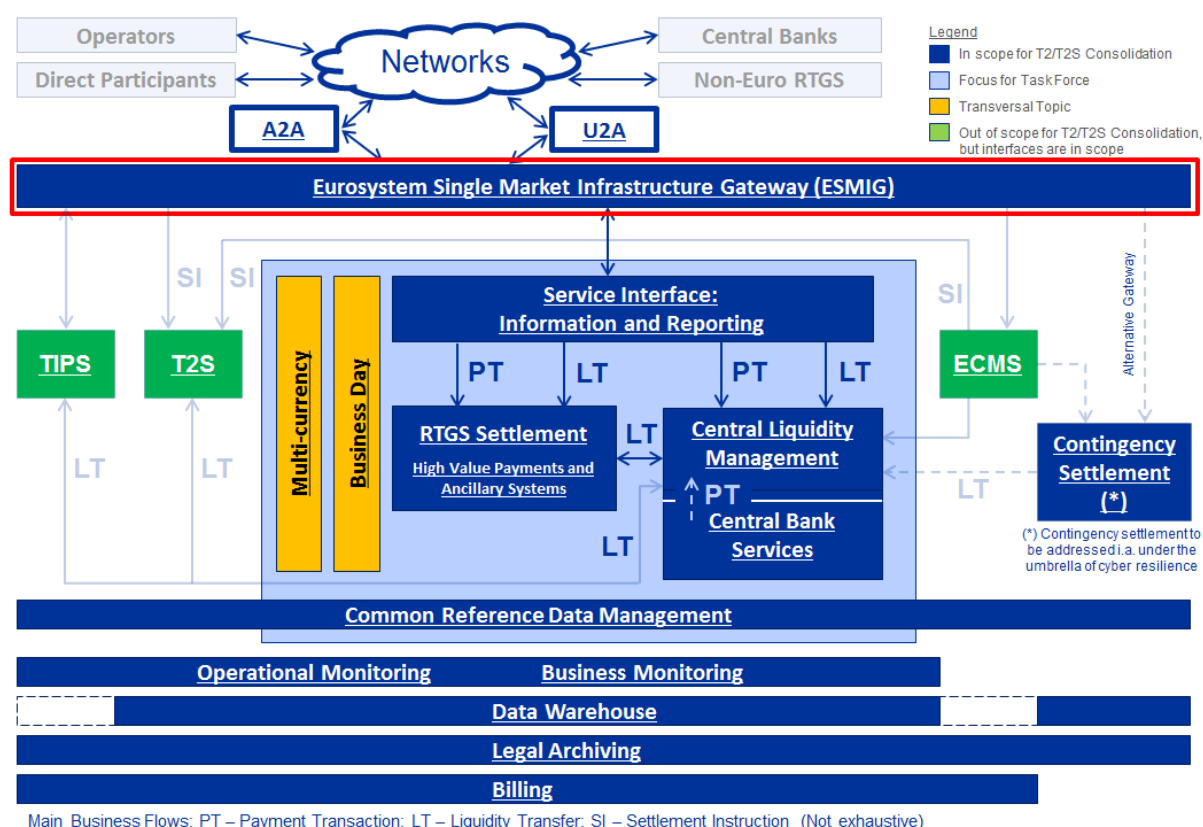 Operators
Networks
Central Banks
Direct Participants
Non-Euro RTGS
Legend
In scope for T2/T2S Consolidation
Focus for Task Force
Transversal Topic
Out of scope for T2/T2S Consolidation,
but interfaces are in scope
A2A
U2A
Eurosystem Single Market Infrastructure Gateway (ESMIG)
SI
SI
SI
Alternative Gateway
Multi-currency
Business Day
Service Interface:
Information and Reporting
TIPS
T2S
ECMS
PT
LT
PT
LT
RTGS Settlement
High Value Payments and
Ancillary Systems
LT
Central Liquidity
Management
PT
Central Bank
Services
Contingency
Settlement
(*)
LT
LT
LT
LT
(*) Contingency settlement to
be addressed i.a. under the
umbrella of cyber resilience
Common Reference Data Management
Operational Monitoring
Business Monitoring
Data Warehouse
Legal Archiving
Billing
Main Business Flows: PT – Payment Transaction; LT – Liquidity Transfer; SI – Settlement Instruction (Not exhaustive)